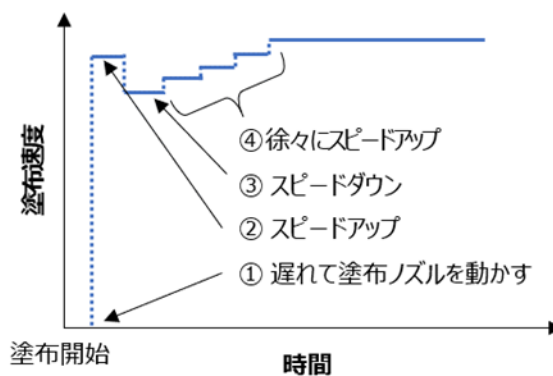 塗布速度
④徐々にスピードアップ
③ スピードダウン
② スピードアップ
① 遅れて塗布ノズルを動かす
塗布開始
時間